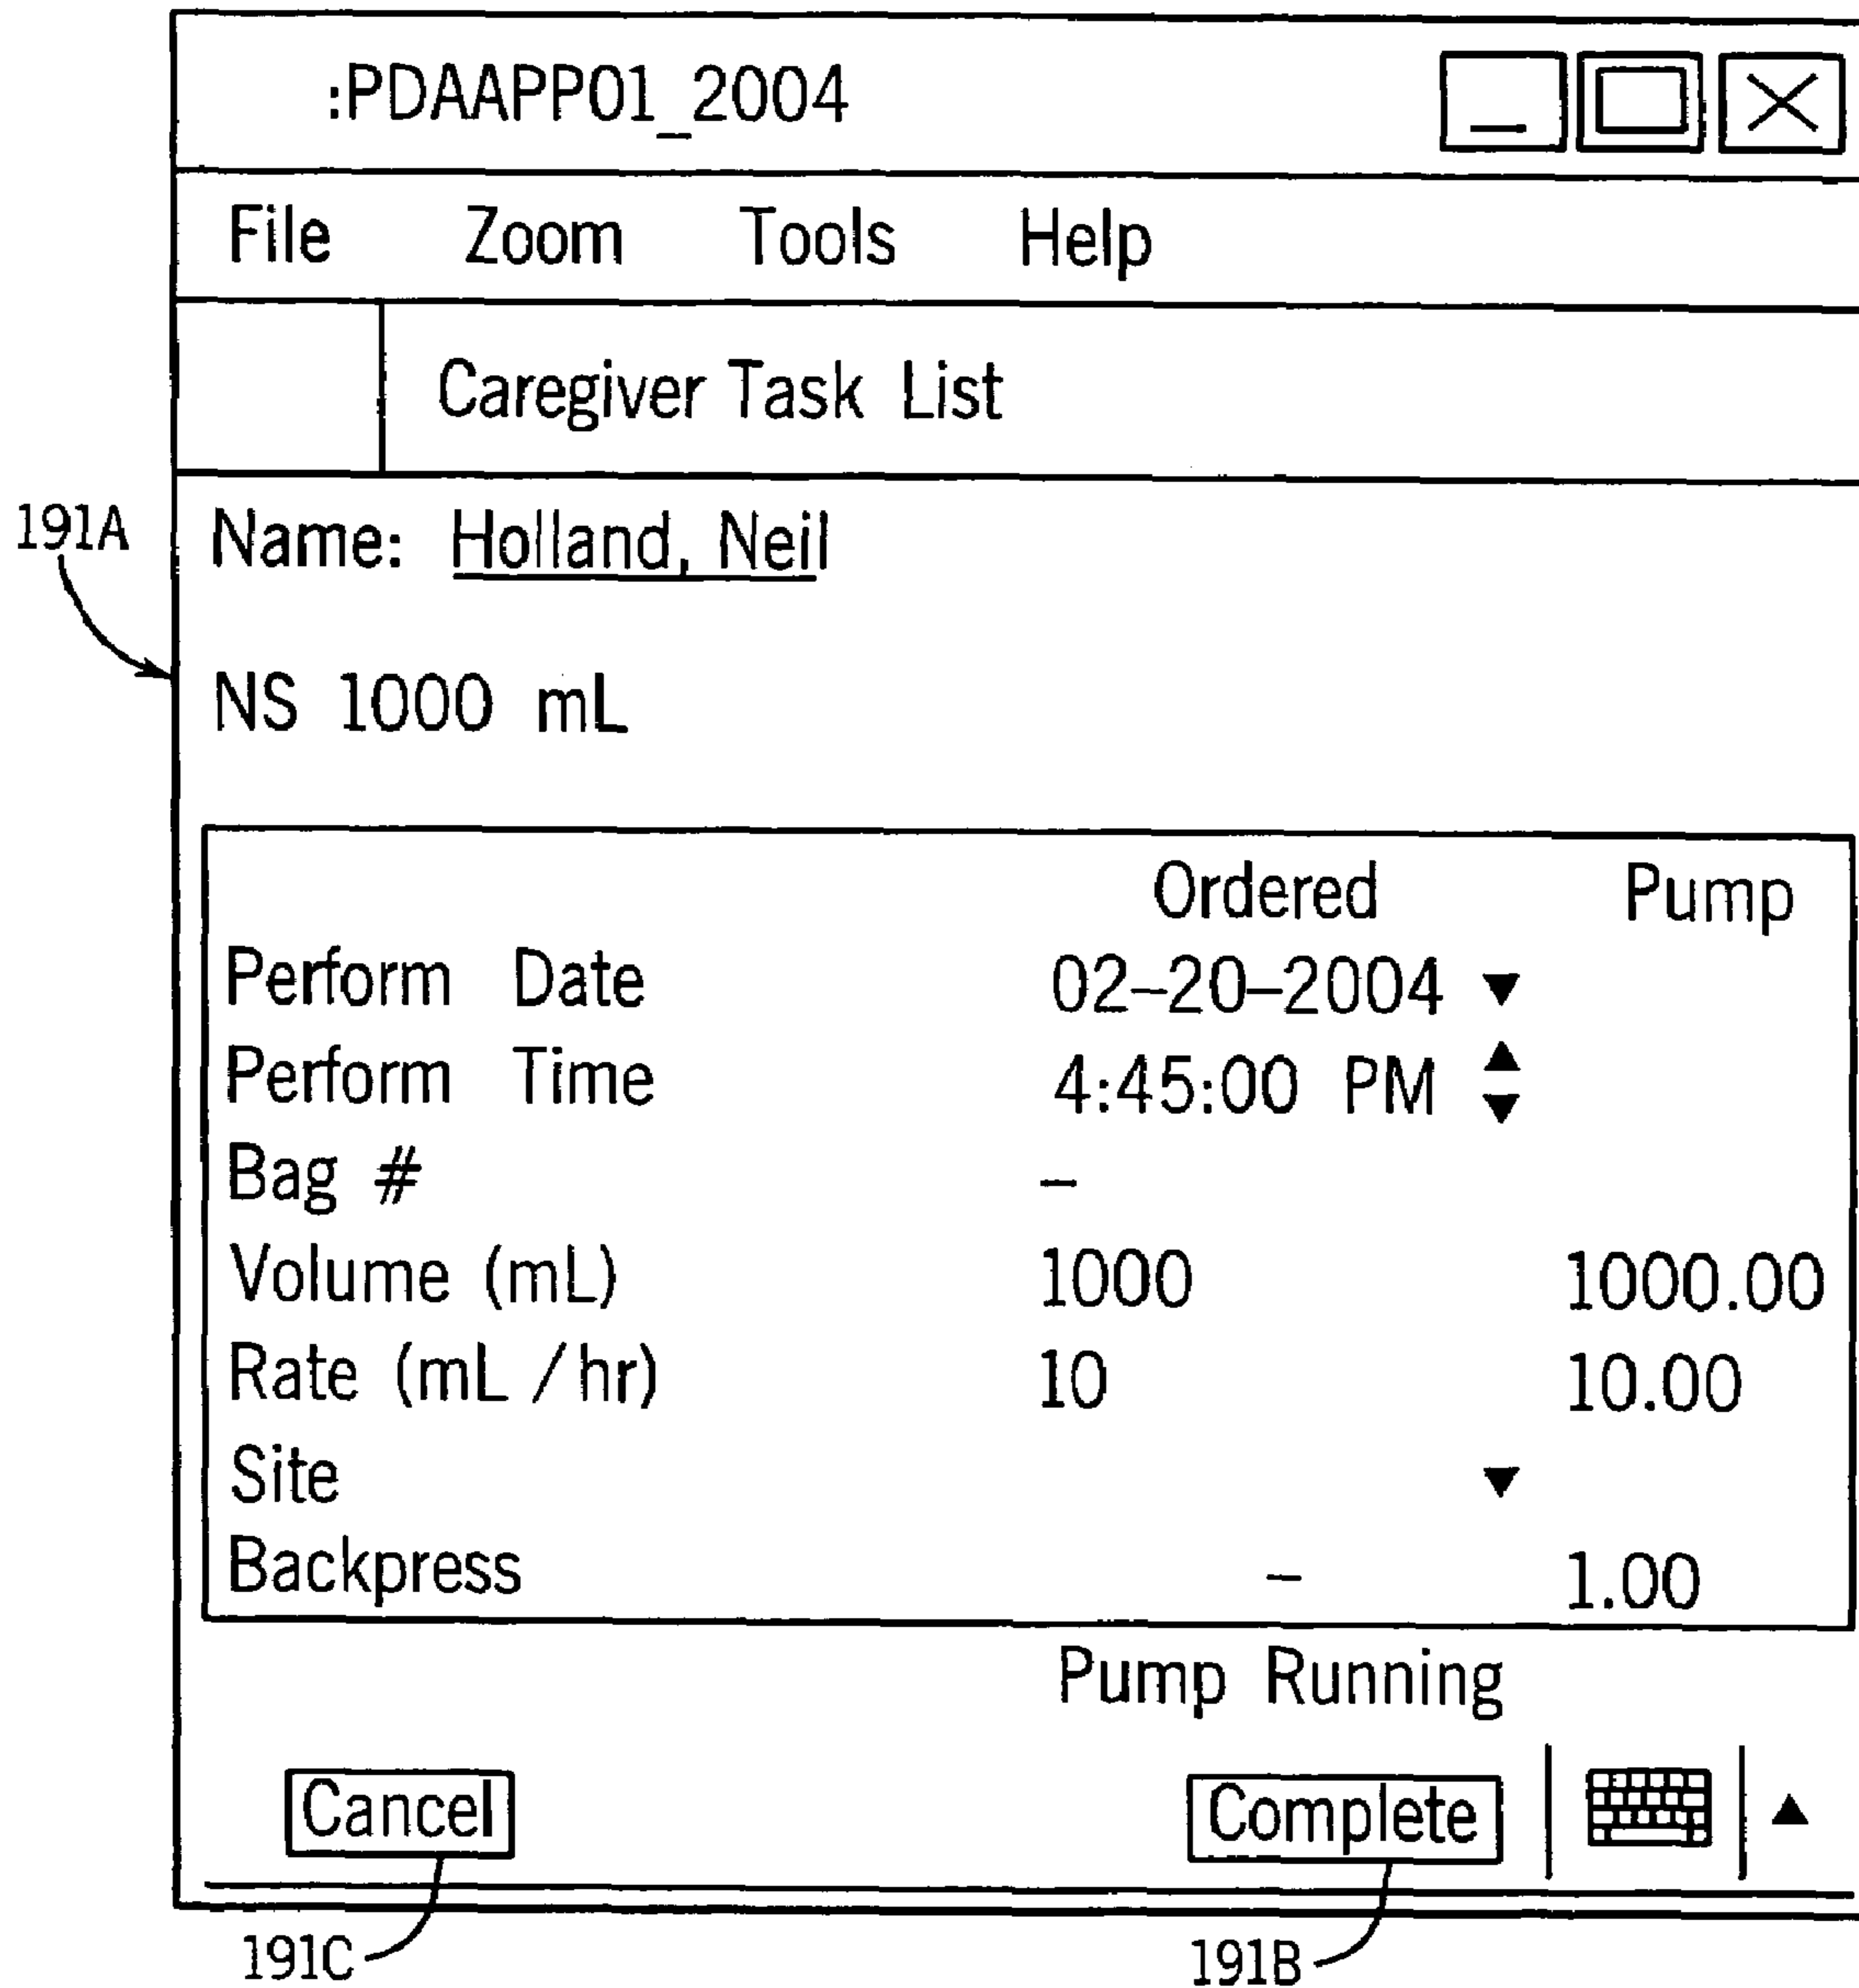 :PDAAPP01_2004
File Zoom Tools Help
Caregiver Task List
191A
Name: Holland, Neil
NS 1000 mL
Ordered Pump
Perform Date 02–20–2004 ▼
Perform Time 4:45:00 PM ▲▼
Bag # –
Volume (mL) 1000 1000.00
Rate (mL /hr) 10 10.00
Site ▼
Backpress – 1.00
Pump Running
Cancel Complete ▲
191C 191B